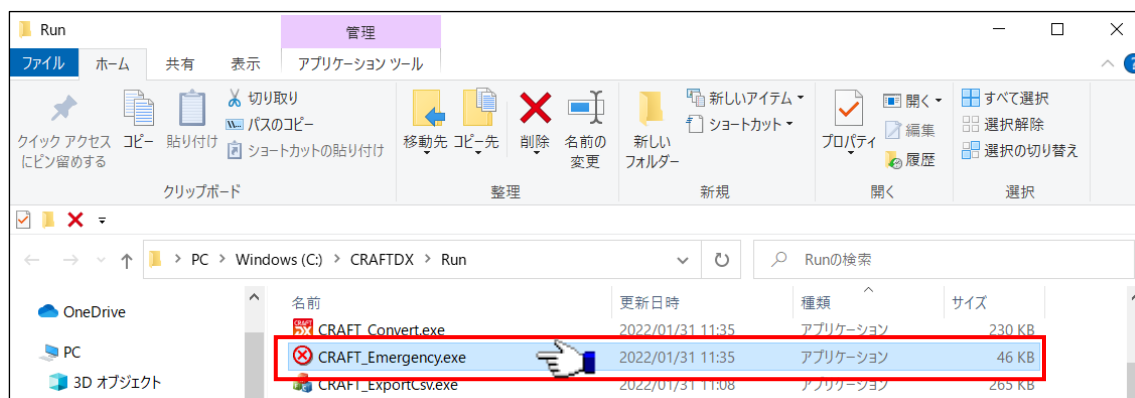 Run
管理
ファイル ホーム 共有 表示 アプリケーション ツール
クイック アクセス
にピン留めする
コピー
貼り付け
切り取り
パスのコピー
ショートカットの貼り付け
クリップボード
移動先 コピー先 削除 名前の
変更
整理
新しい
フォルダー
新しいアイテム
ショートカット
新規
プロパティ
開く
編集
履歴
開く
すべて選択
選択解除
選択の切り替え
選択
PC > Windows (C:) > CRAFTDX > Run
Runの検索
OneDrive
PC
3D オブジェクト
名前 更新日時 種類 サイズ
CRAFT_Convert.exe 2022/01/31 11:35 アプリケーション 230 KB
CRAFT_Emergency.exe 2022/01/31 11:35 アプリケーション 46 KB
CRAFT_ExportCsv.exe 2022/01/31 11:08 アプリケーション 265 KB